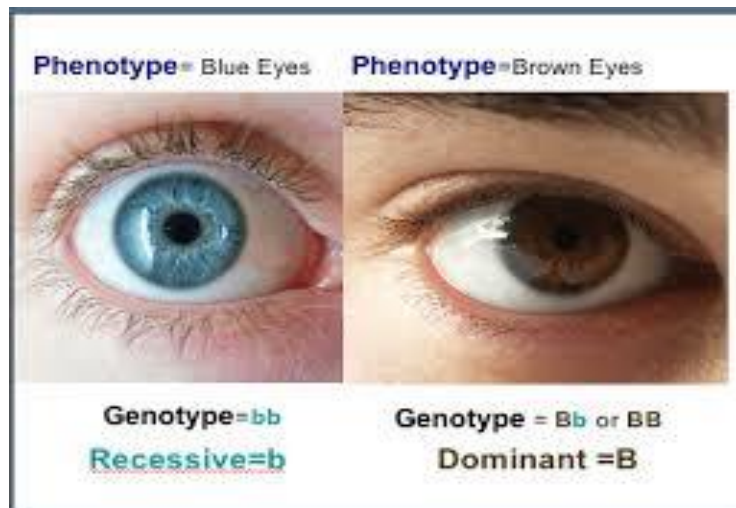 Phenotype= Blue Eyes
Phenotype=Brown Eyes
Genotype=bb
Recessive=b
Genotype = Bb or BB
Dominant =B